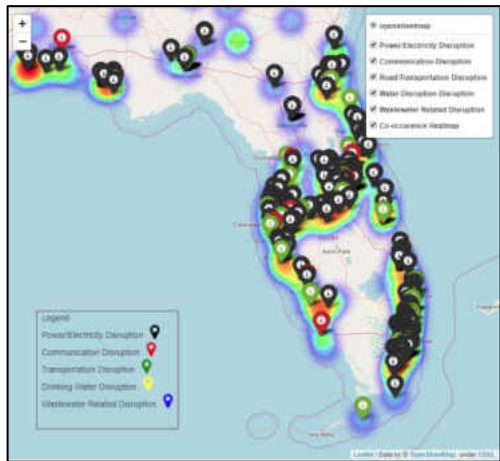 +
−
openstreetmap
Power/Electricity Disruption
Communication Disruption
Road/Transportation Disruption
Water Disruption Disruption
Wastewater Related Disruption
Co-occurence Heatmap
Legend
Power/Electricity Disruption
Communication Disruption
Transportation Disruption
Drinking Water Disruption
Wastewater Related Disruption
Leaflet | Data by © OpenStreetMap, under ODbL.